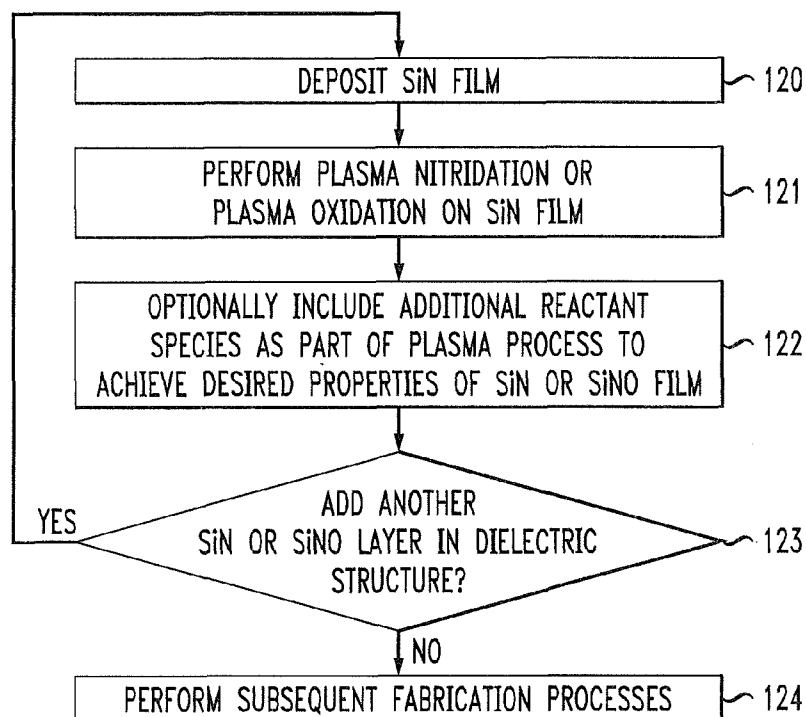 DEPOSIT SiN FILM
120
PERFORM PLASMA NITRIDATION OR
PLASMA OXIDATION ON SiN FILM
121
OPTIONALLY INCLUDE ADDITIONAL REACTANT
SPECIES AS PART OF PLASMA PROCESS TO
ACHIEVE DESIRED PROPERTIES OF SiN OR SiNO FILM
122
YES
ADD ANOTHER
SiN OR SiNO LAYER IN DIELECTRIC
STRUCTURE?
123
NO
PERFORM SUBSEQUENT FABRICATION PROCESSES
124